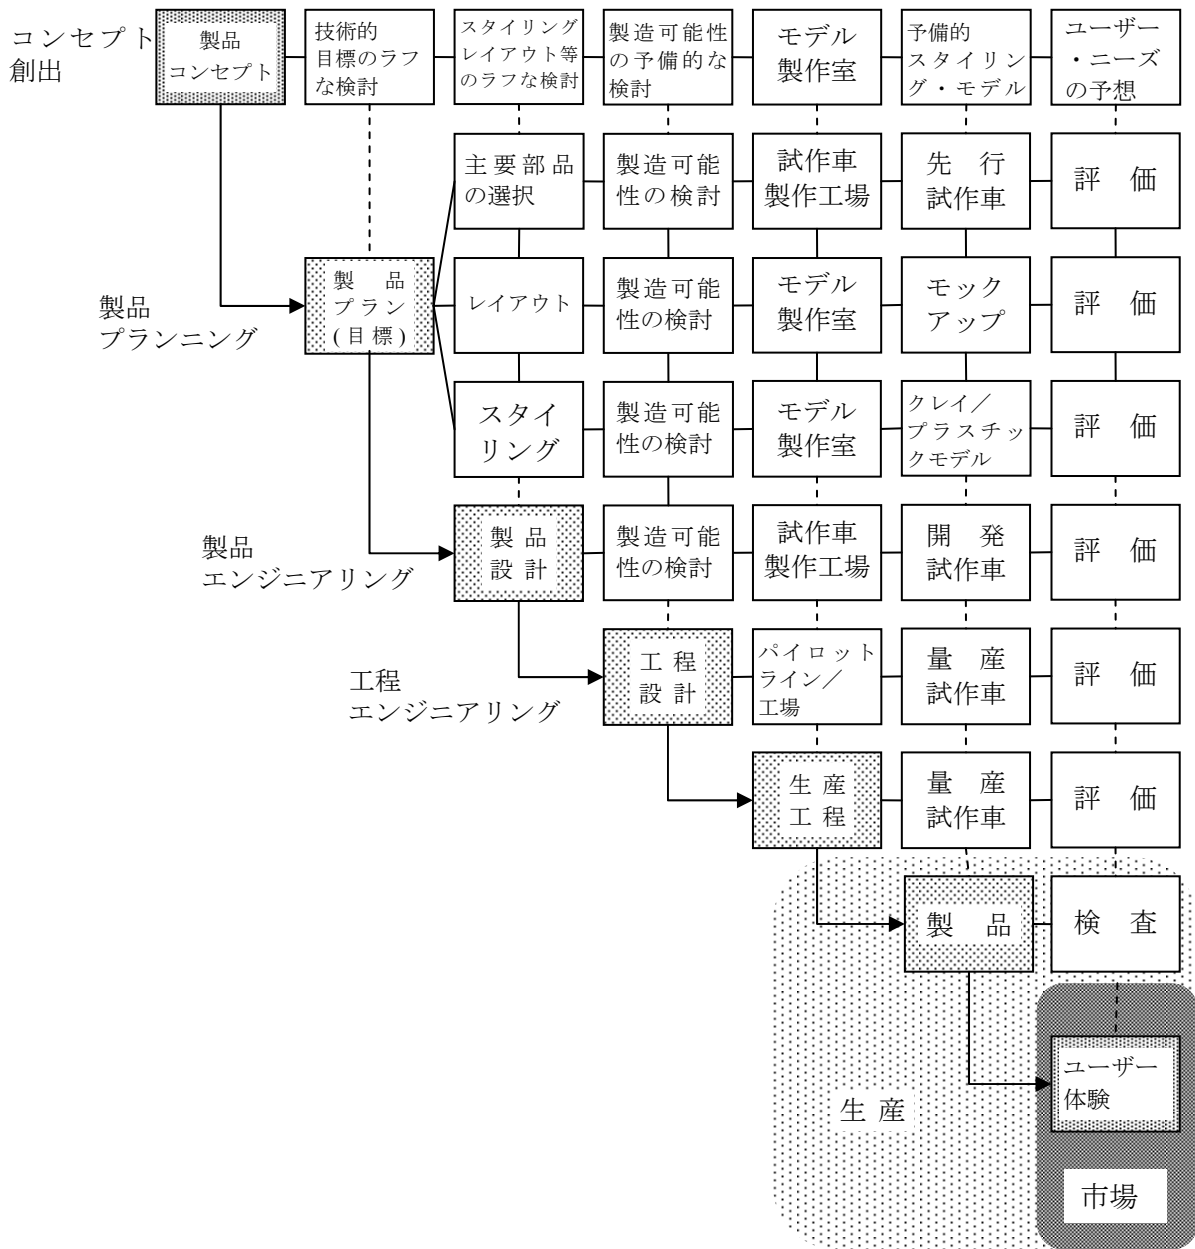 コンセプト
創出
製品
コンセプト
技術的
目標のラフ
な検討
スタイリング
レイアウト等
のラフな検討
製造可能性
の予備的な
検討
モデル
製作室
予備的
スタイリン
グ・モデル
ユーザー
・ニーズ
の予想
主要部品
の選択
製造可能
性の検討
試作車
製作工場
先 行
試作車
評 価
製品
プランニング
製 品
プラン
(目標)
レイアウト
製造可能
性の検討
モデル
製作室
モック
アップ
評 価
スタイ
リング
製造可能
性の検討
モデル
製作室
クレイ/
プラスチッ
クモデル
評 価
製品
エンジニアリング
製品
設計
製造可能
性の検討
試作車
製作工場
開 発
試作車
評 価
工程
エンジニアリング
工程
設計
パイロット
ライン/
工場
量 産
試作車
評 価
生産
工程
量 産
試作車
評 価
製 品
検 査
ユーザー
体験
生 産
市場